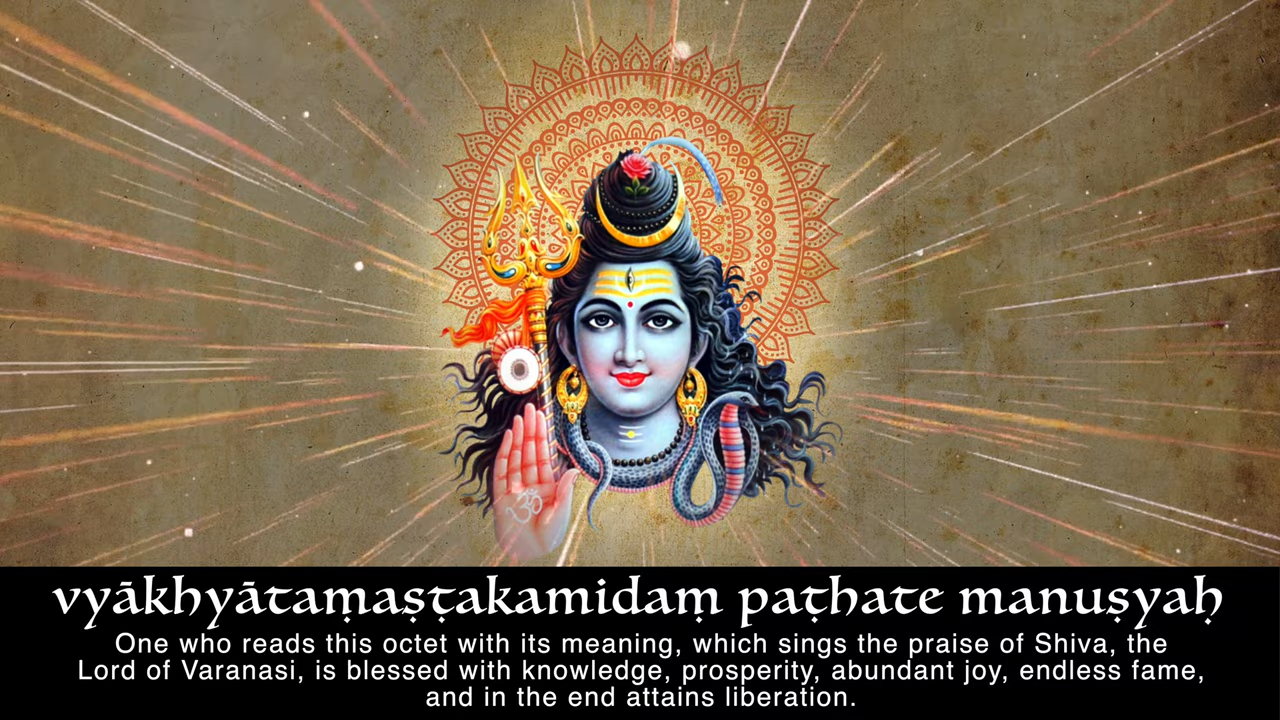 vyākhyātaṃaṣṭakamidaṃ paṭhate manuṣyaḥ
One who reads this octet with its meaning, which sings the praise of Shiva, the
Lord of Varanasi, is blessed with knowledge, prosperity, abundant joy, endless fame,
and in the end attains liberation.
ॐ